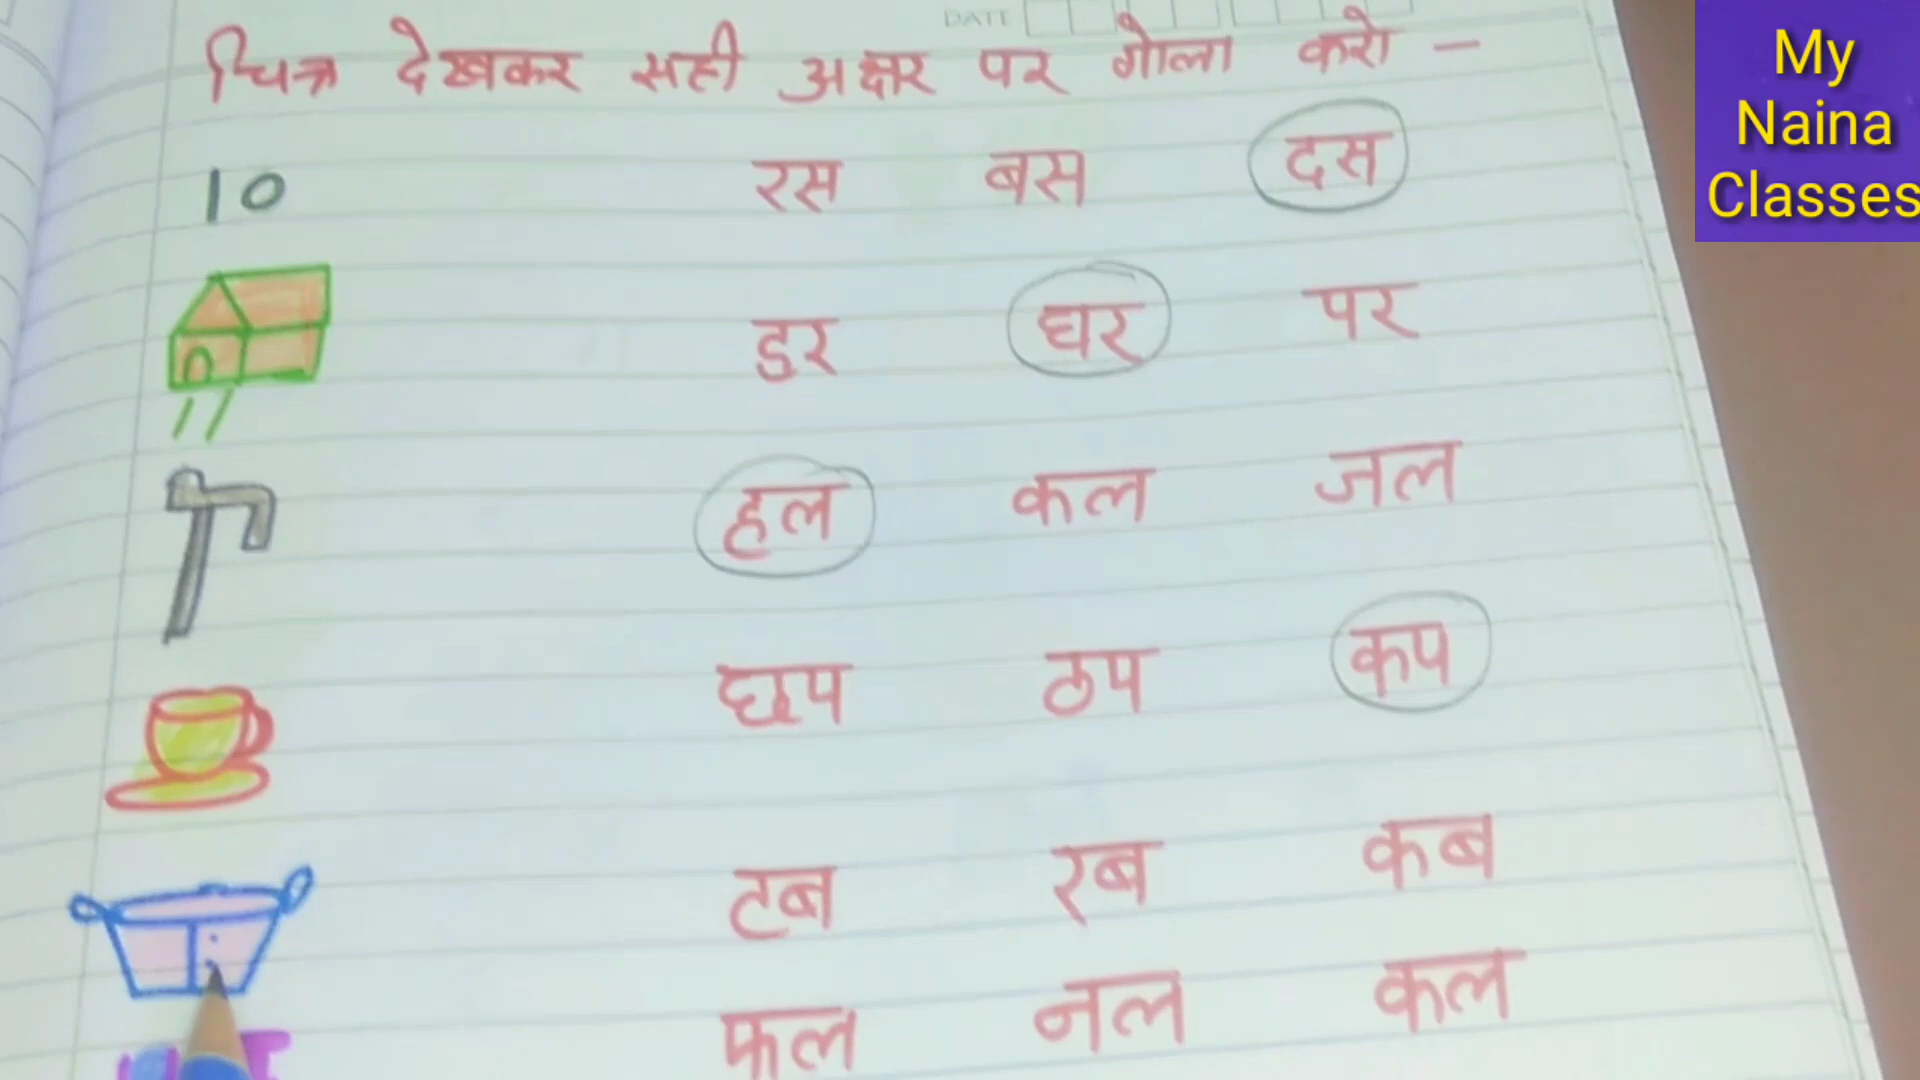 DATE
चित्र देखकर सही अक्षर पर गोला करो –
10 रस बस दस
डर घर पर
हल कल जल
छप ठप कप
टब रब कब
फल नल कल
My
Naina
Classes